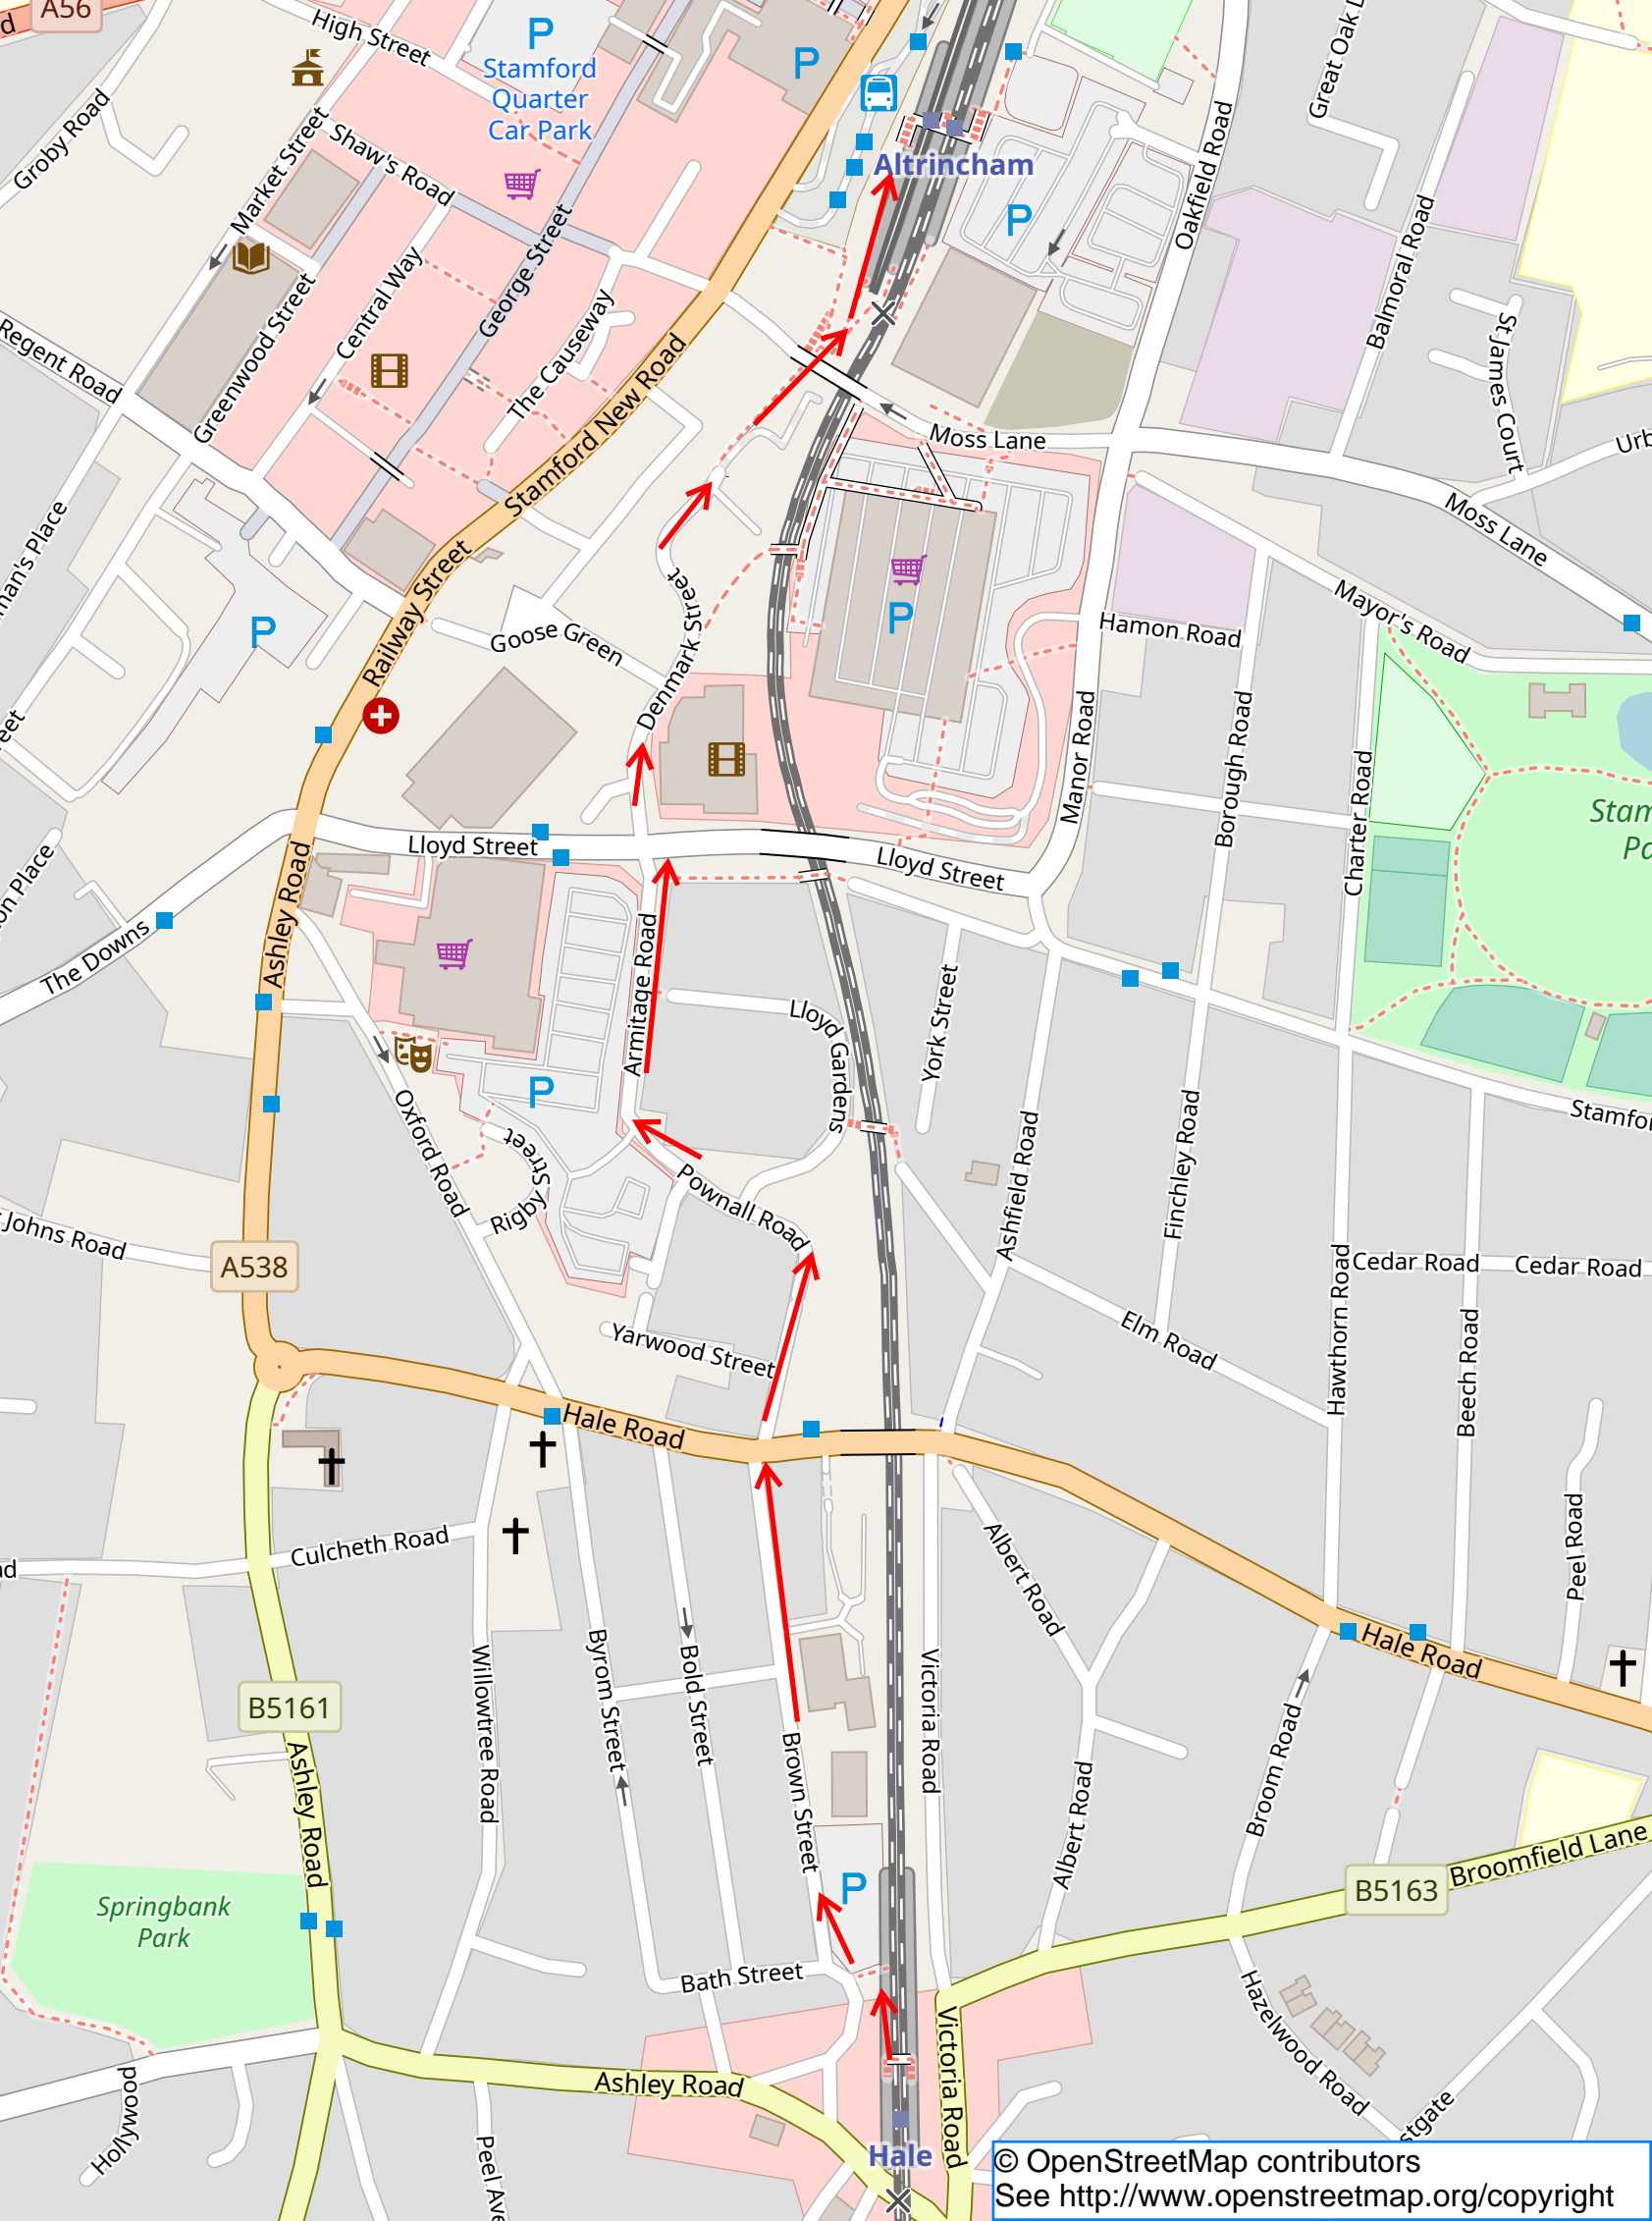 A56
High Street
P
P
Stamford
Quarter
Car Park
Great Oak
Groby Road
Market Street
Shaw's Road
Altrincham
Oakfield Road
P
Central Way
George Street
Balmoral Road
Greenwood Street
The Causeway
Regent Road
Stamford New Road
St James Court
Moss Lane
Moss Lane
Railway Street
Denmark Street
P
P
Goose Green
Hamon Road
Mayor's Road
Manor Road
Borough Road
Charter Road
Lloyd Street
Lloyd Street
Ashley Road
The Downs
Armitage Road
Lloyd Gardens
York Street
P
Oxford Road
Rigby Street
Pownall Road
Ashfield Road
Finchley Road
Johns Road
A538
Hawthorn Road
Cedar Road
Cedar Road
Yarwood Street
Elm Road
Beech Road
Hale Road
Culcheth Road
Albert Road
Peel Road
Hale Road
Willowtree Road
Byrom Street
Bold Street
Brown Street
Victoria Road
B5161
Ashley Road
Broom Road
Albert Road
P
B5163
Broomfield Lane
Springbank
Park
Bath Street
Victoria Road
Hazelwood Road
Ashley Road
Hollywood
Peel Ave
Hale
© OpenStreetMap contributors
See http://www.openstreetmap.org/copyright